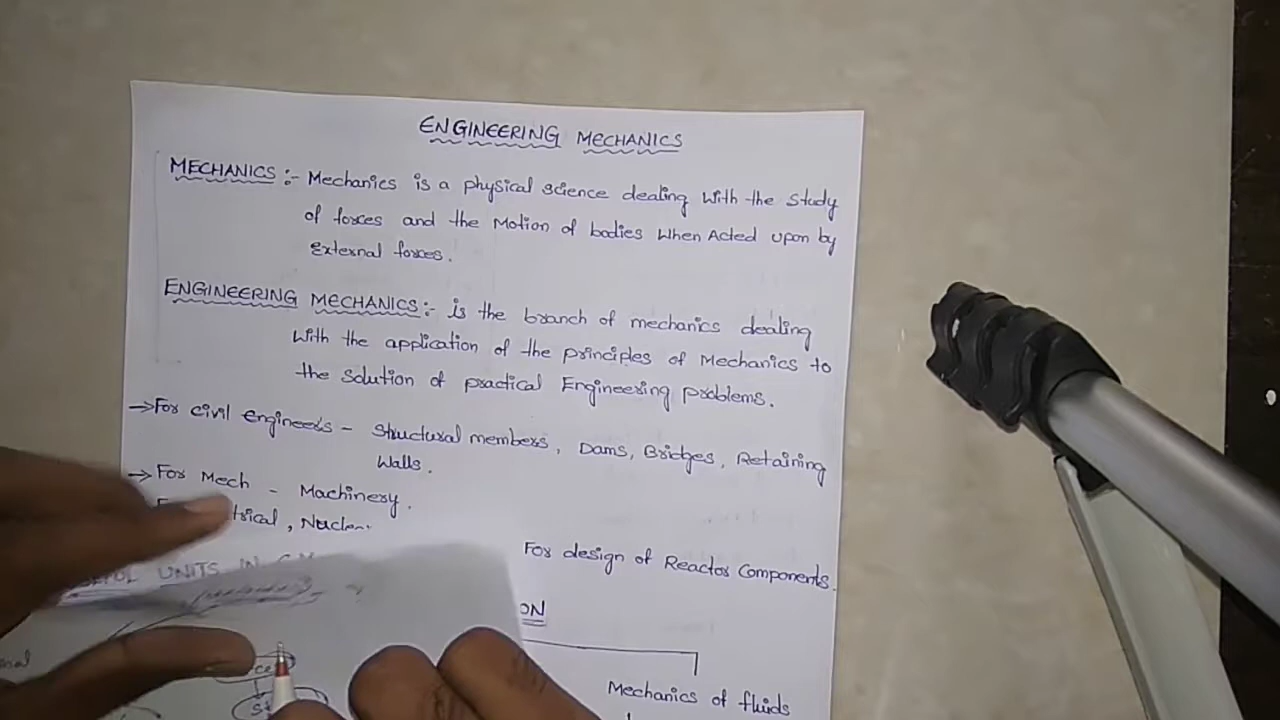 ENGINEERING MECHANICS
MECHANICS :- Mechanics is a physical science dealing with the study
of forces and the Motion of bodies when Acted upon by
External forces.
ENGINEERING MECHANICS :- is the branch of mechanics dealing
with the application of the principles of Mechanics to
the solution of practical Engineering problems.
→For civil engineers - Structural members, Dams, Bridges, Retaining
Walls.
→For Mech - Machinery.
For design of Reactor Components.
UNITS IN
Mechanics of fluids